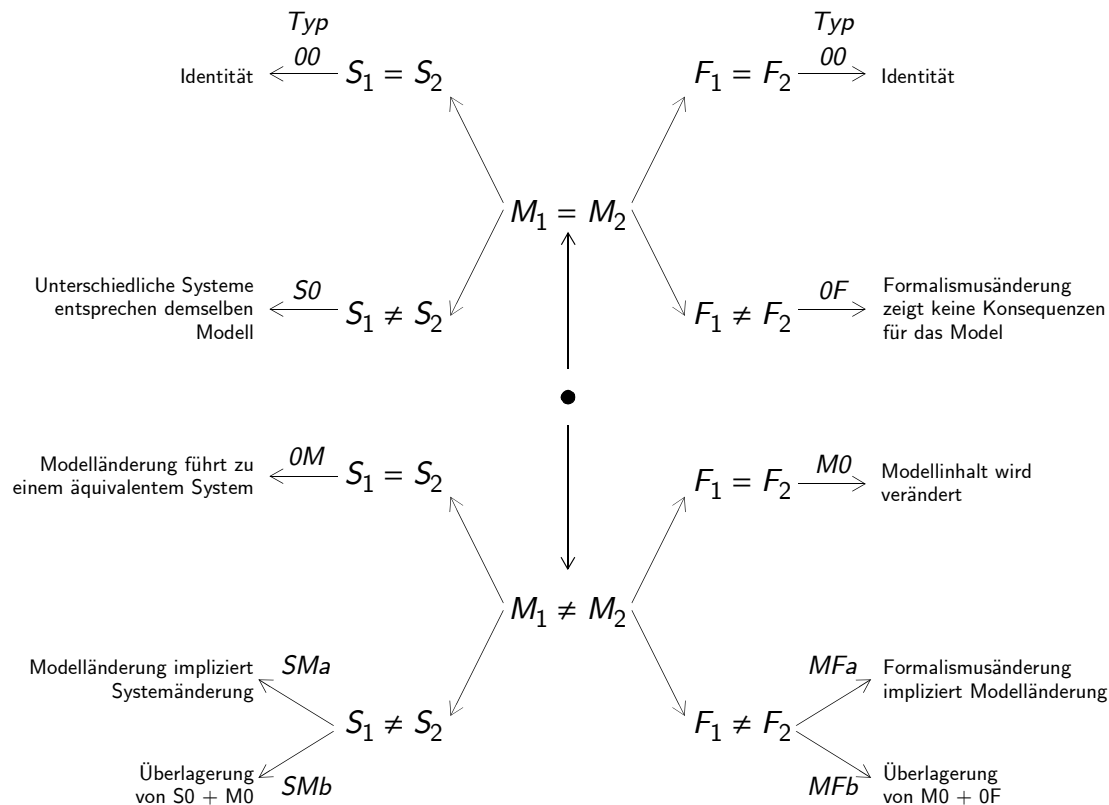 Typ
Typ
00
00
Identität
S₁ = S₂
F₁ = F₂
Identität
M₁ = M₂
Unterschiedliche Systeme
entsprechen demselben
Modell
S0
S₁ ≠ S₂
F₁ ≠ F₂
0F
Formalismusänderung
zeigt keine Konsequenzen
für das Model
Modelländerung führt zu
einem äquivalentem System
0M
S₁ = S₂
F₁ = F₂
M0
Modellinhalt wird
verändert
M₁ ≠ M₂
Modelländerung impliziert
Systemänderung
SMa
MFa
Formalismusänderung
impliziert Modelländerung
S₁ ≠ S₂
F₁ ≠ F₂
Überlagerung
von S0 + M0
SMb
MFb
Überlagerung
von M0 + 0F